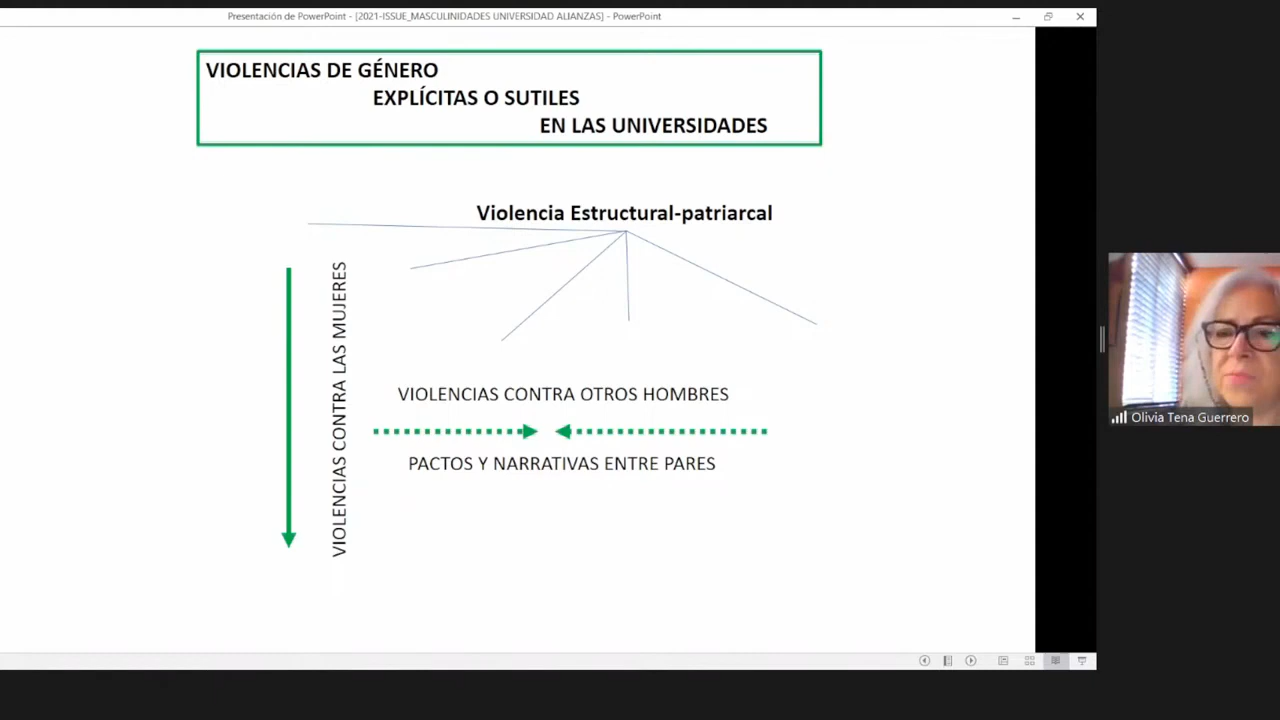 Presentación de PowerPoint - [2021-ISSUE_MASCULINIDADES UNIVERSIDAD ALIANZAS] - PowerPoint
VIOLENCIAS DE GÉNERO
EXPLÍCITAS O SUTILES
EN LAS UNIVERSIDADES
Violencia Estructural-patriarcal
VIOLENCIAS CONTRA LAS MUJERES
VIOLENCIAS CONTRA OTROS HOMBRES
PACTOS Y NARRATIVAS ENTRE PARES
Olivia Tena Guerrero